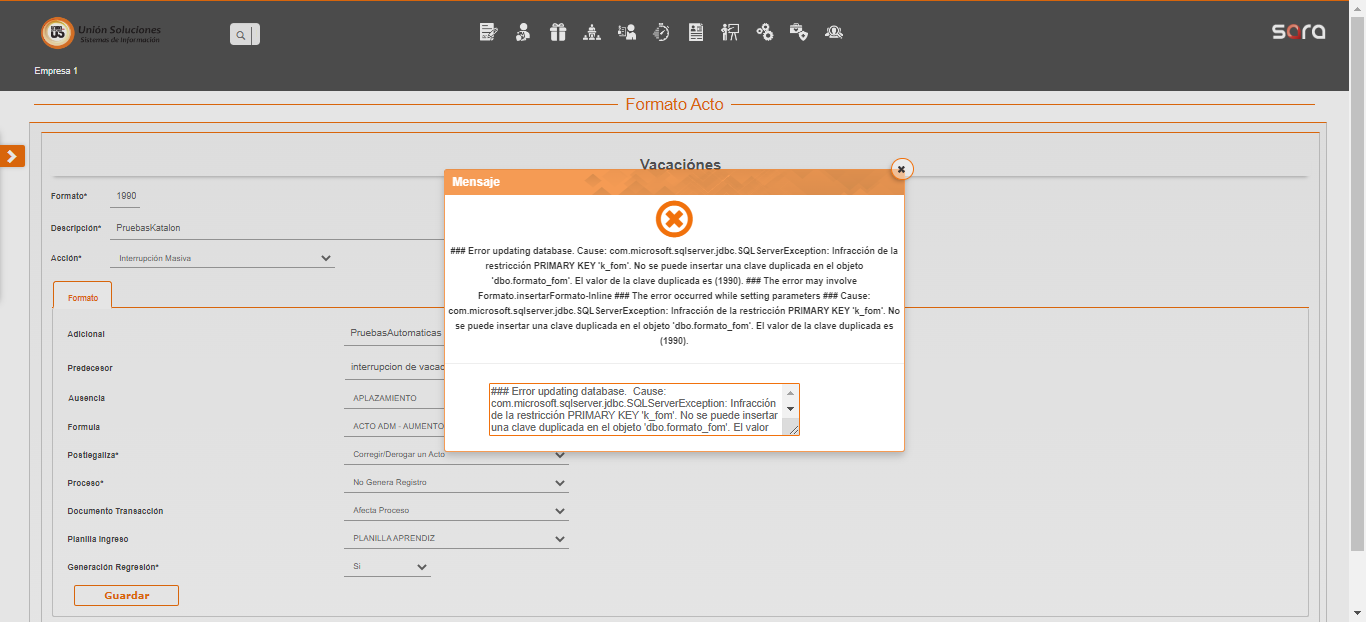 Unión Soluciones
Sistemas de Información
sara
Empresa 1
Formato Acto
Vacaciónes
Formato* 1990
Descripción* PruebasKatalon
Acción* Interrupción Masiva
Formato
Adicional PruebasAutomaticas
Predecesor interrupcion de vacac
Ausencia APLAZAMIENTO
Formula ACTO ADM - AUMENTO
Postlegaliza* Corregir/Derogar un Acto
Proceso* No Genera Registro
Documento Transacción Afecta Proceso
Planilla Ingreso PLANILLA APRENDIZ
Generación Regresión* Si
Guardar
Mensaje
### Error updating database. Cause: com.microsoft.sqlserver.jdbc.SQLServerException: Infracción de la
restricción PRIMARY KEY 'k_fom'. No se puede insertar una clave duplicada en el objeto
'dbo.formato_fom'. El valor de la clave duplicada es (1990). ### The error may involve
Formato.insertarFormato-Inline ### The error occurred while setting parameters ### Cause:
com.microsoft.sqlserver.jdbc.SQLServerException: Infracción de la restricción PRIMARY KEY 'k_fom'. No
se puede insertar una clave duplicada en el objeto 'dbo.formato_fom'. El valor de la clave duplicada es
(1990).
### Error updating database.  Cause:
com.microsoft.sqlserver.jdbc.SQLServerException: Infracción
de la restricción PRIMARY KEY 'k_fom'. No se puede insertar
una clave duplicada en el objeto 'dbo.formato_fom'. El valor